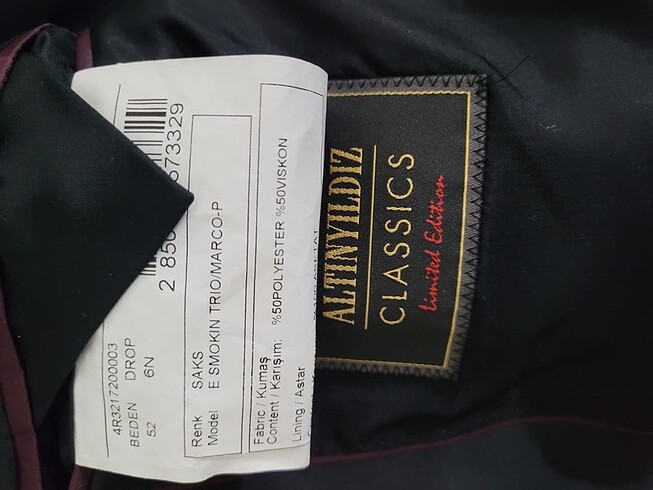 4R3217200003
BEDEN DROP
52 6N
2 850 573329
Renk SAKS
Model E SMOKIN TRIO/MARCO-P
Fabric / Kumaş
Content / Karışım: %50POLYESTER %50VISKON
Lining / Astar
ALTINYILDIZ
CLASSICS
Limited Edition